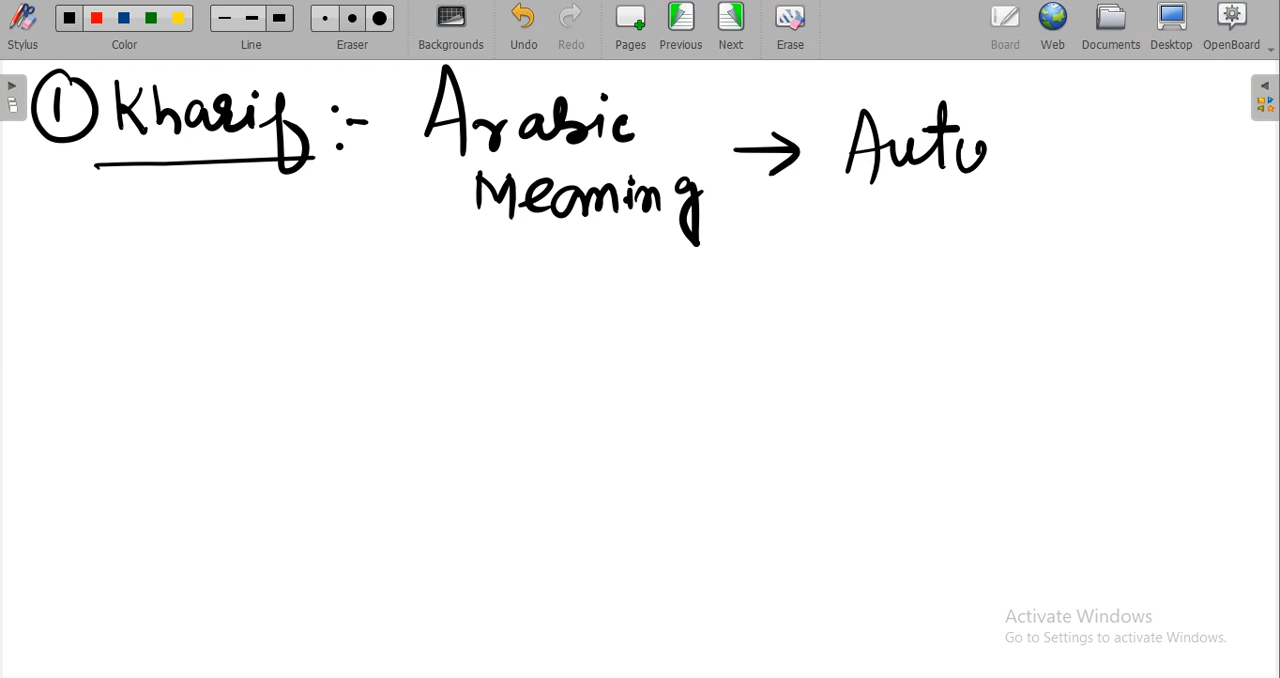 Stylus Color Line Eraser Backgrounds Undo Redo Pages Previous Next Erase Board Web Documents Desktop OpenBoard
① Kharif :- Arabic Meaning → Autu
Activate Windows
Go to Settings to activate Windows.